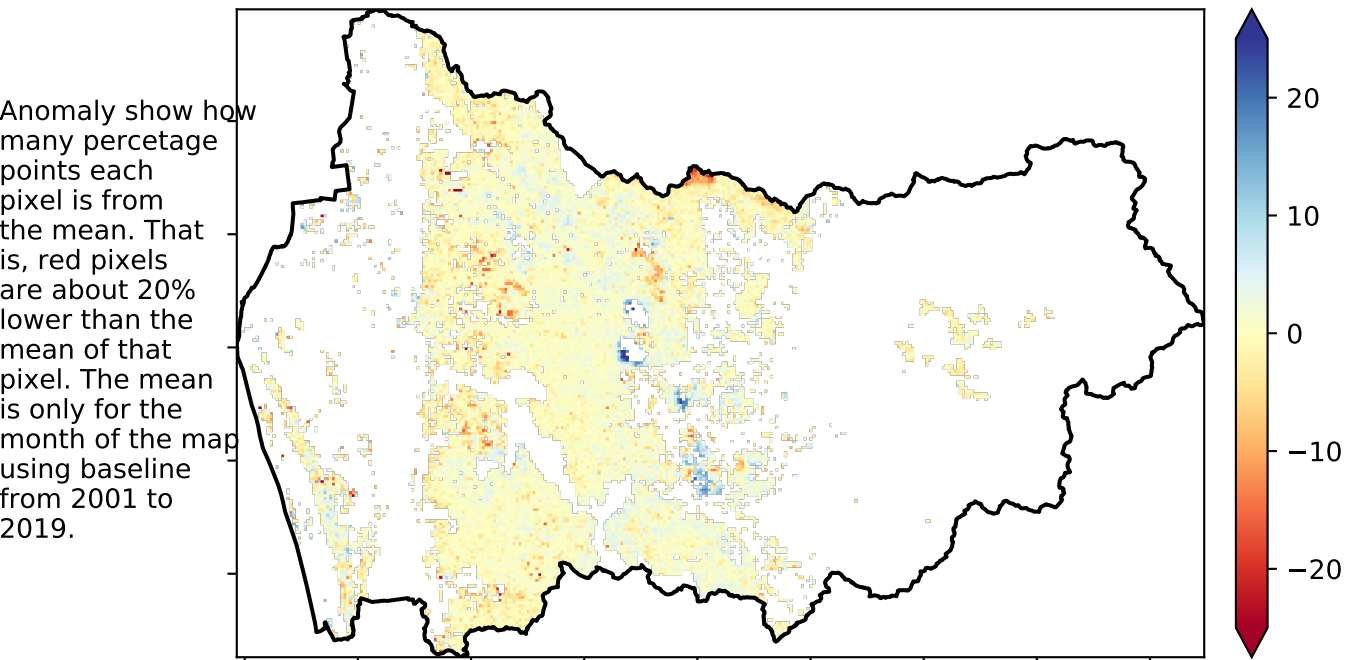 Anomaly show how
many percetage
points each
pixel is from
the mean. That
is, red pixels
are about 20%
lower than the
mean of that
pixel. The mean
is only for the
month of the map
using baseline
from 2001 to
2019.
20
10
0
−10
−20